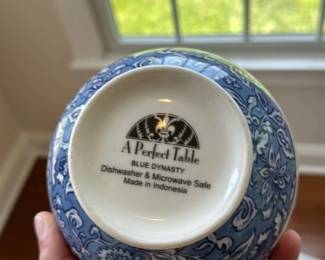 A Perfect Table
BLUE DYNASTY
Dishwasher & Microwave Safe
Made in Indonesia